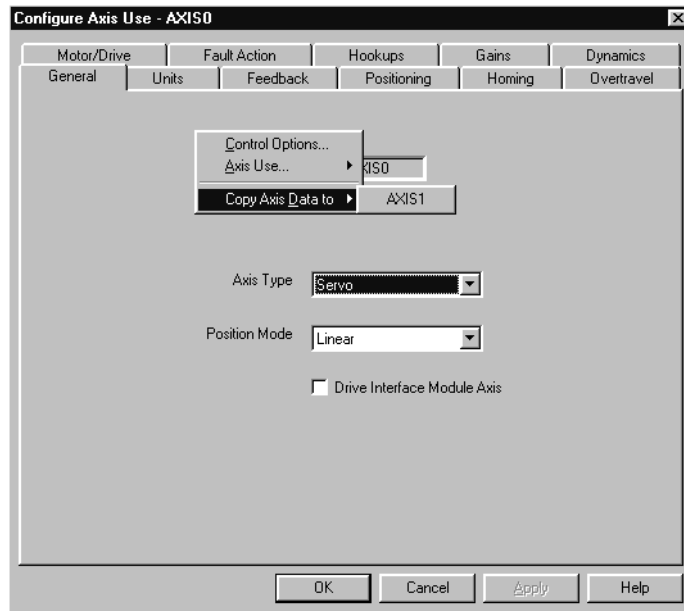 Configure Axis Use - AXIS0
Motor/Drive Fault Action Hookups Gains Dynamics
General Units Feedback Positioning Homing Overtravel
Control Options...
Axis Use... XIS0
Copy Axis Data to AXIS1
Axis Type Servo
Position Mode Linear
Drive Interface Module Axis
OK Cancel Apply Help